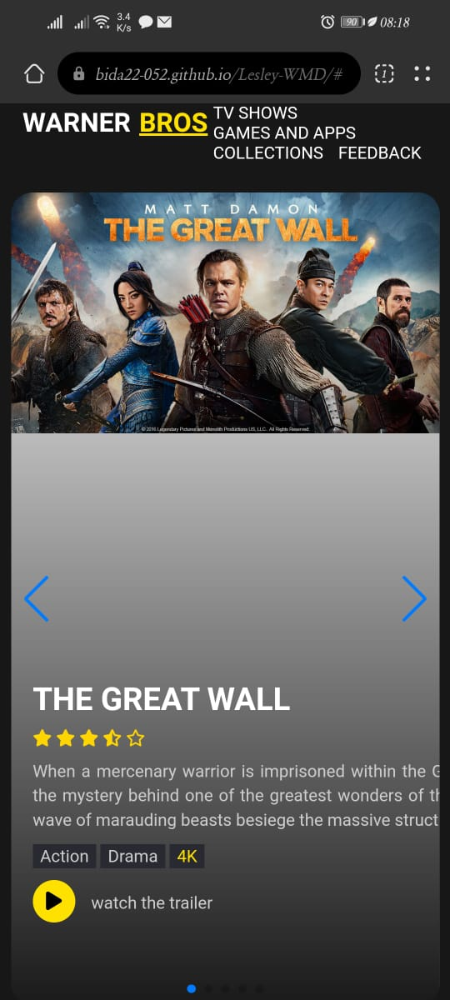 3.4
K/s
90
08:18
bida22-052.github.io/Lesley-WMD/#
1
WARNER BROS
TV SHOWS
GAMES AND APPS
COLLECTIONS FEEDBACK
MATT DAMON
THE GREAT WALL
© 2016 Legendary Pictures and Monolith Productions US, LLC. All Rights Reserved.
THE GREAT WALL
When a mercenary warrior is imprisoned within the G
the mystery behind one of the greatest wonders of th
wave of marauding beasts besiege the massive struct
Action Drama 4K
watch the trailer